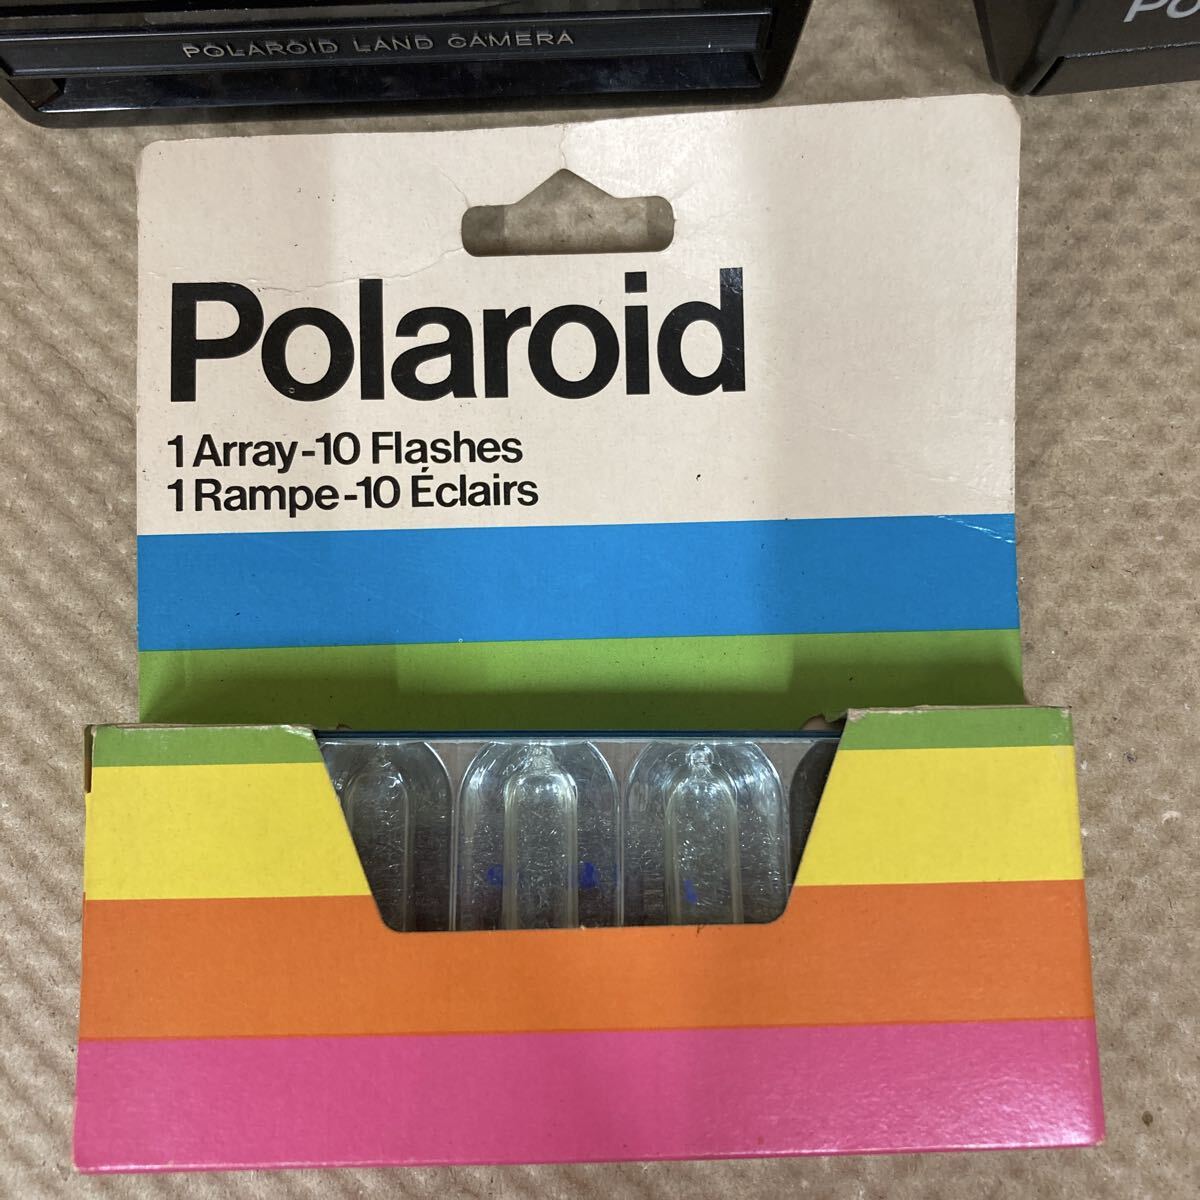 POLAROID LAND CAMERA
Polaroid
1 Array-10 Flashes
1 Rampe-10 Éclairs